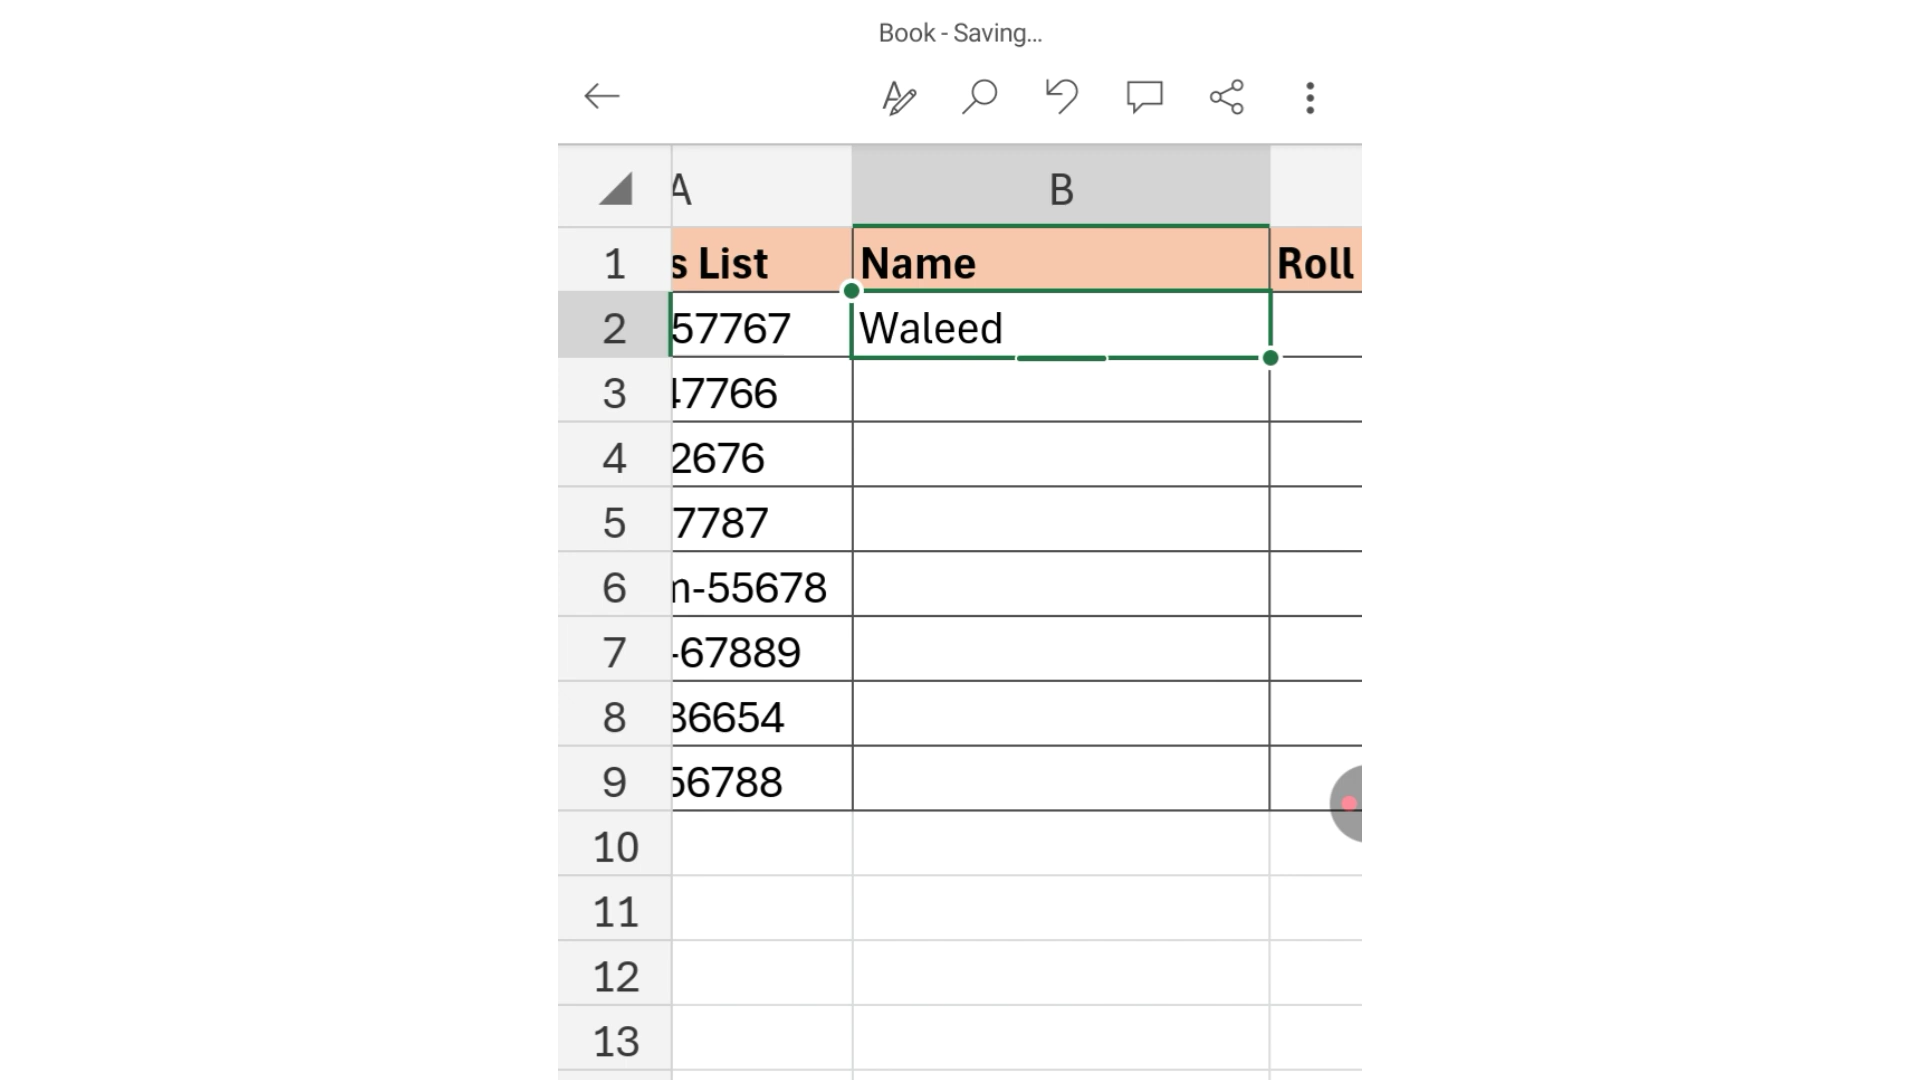 Book - Saving...
A B
1 s List Name Roll
2 57767 Waleed
3 47766
4 2676
5 7787
6 m-55678
7 -67889
8 36654
9 56788
10
11
12
13